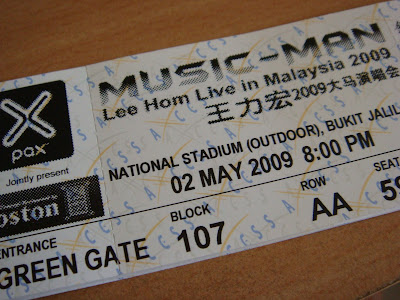 MUSIC-MAN
Lee Hom Live in Malaysia 2009
王力宏2009大马演唱会
pax
Jointly present
NATIONAL STADIUM (OUTDOOR), BUKIT JALIL
02 MAY 2009 8:00 PM
ENTRANCE
GREEN GATE
BLOCK
107
ROW
AA
SEAT